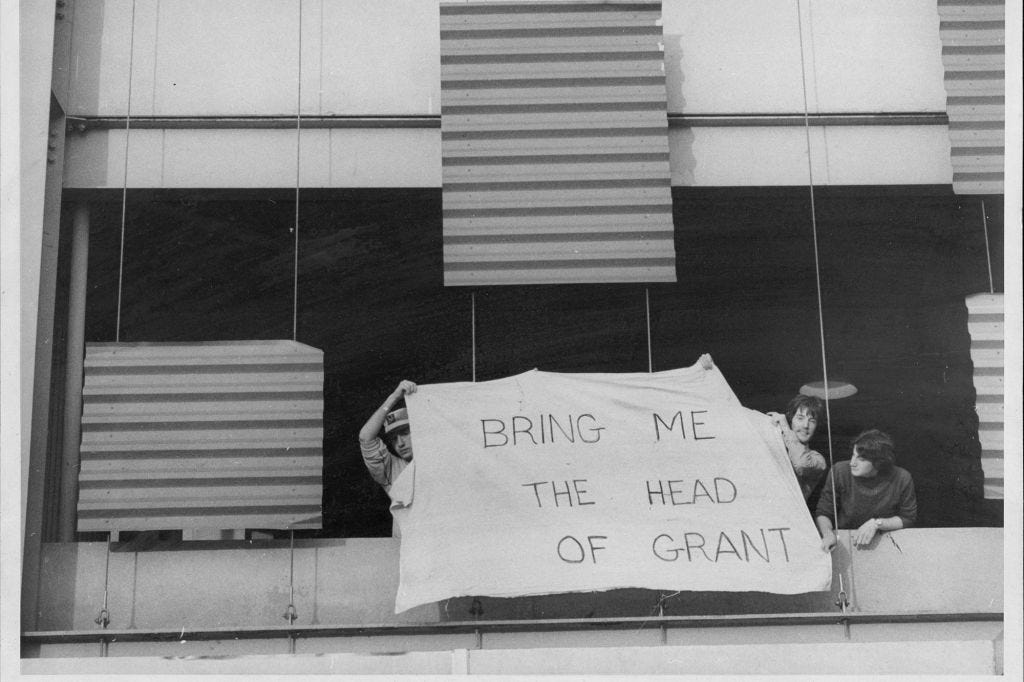 BRING ME
THE HEAD
OF GRANT